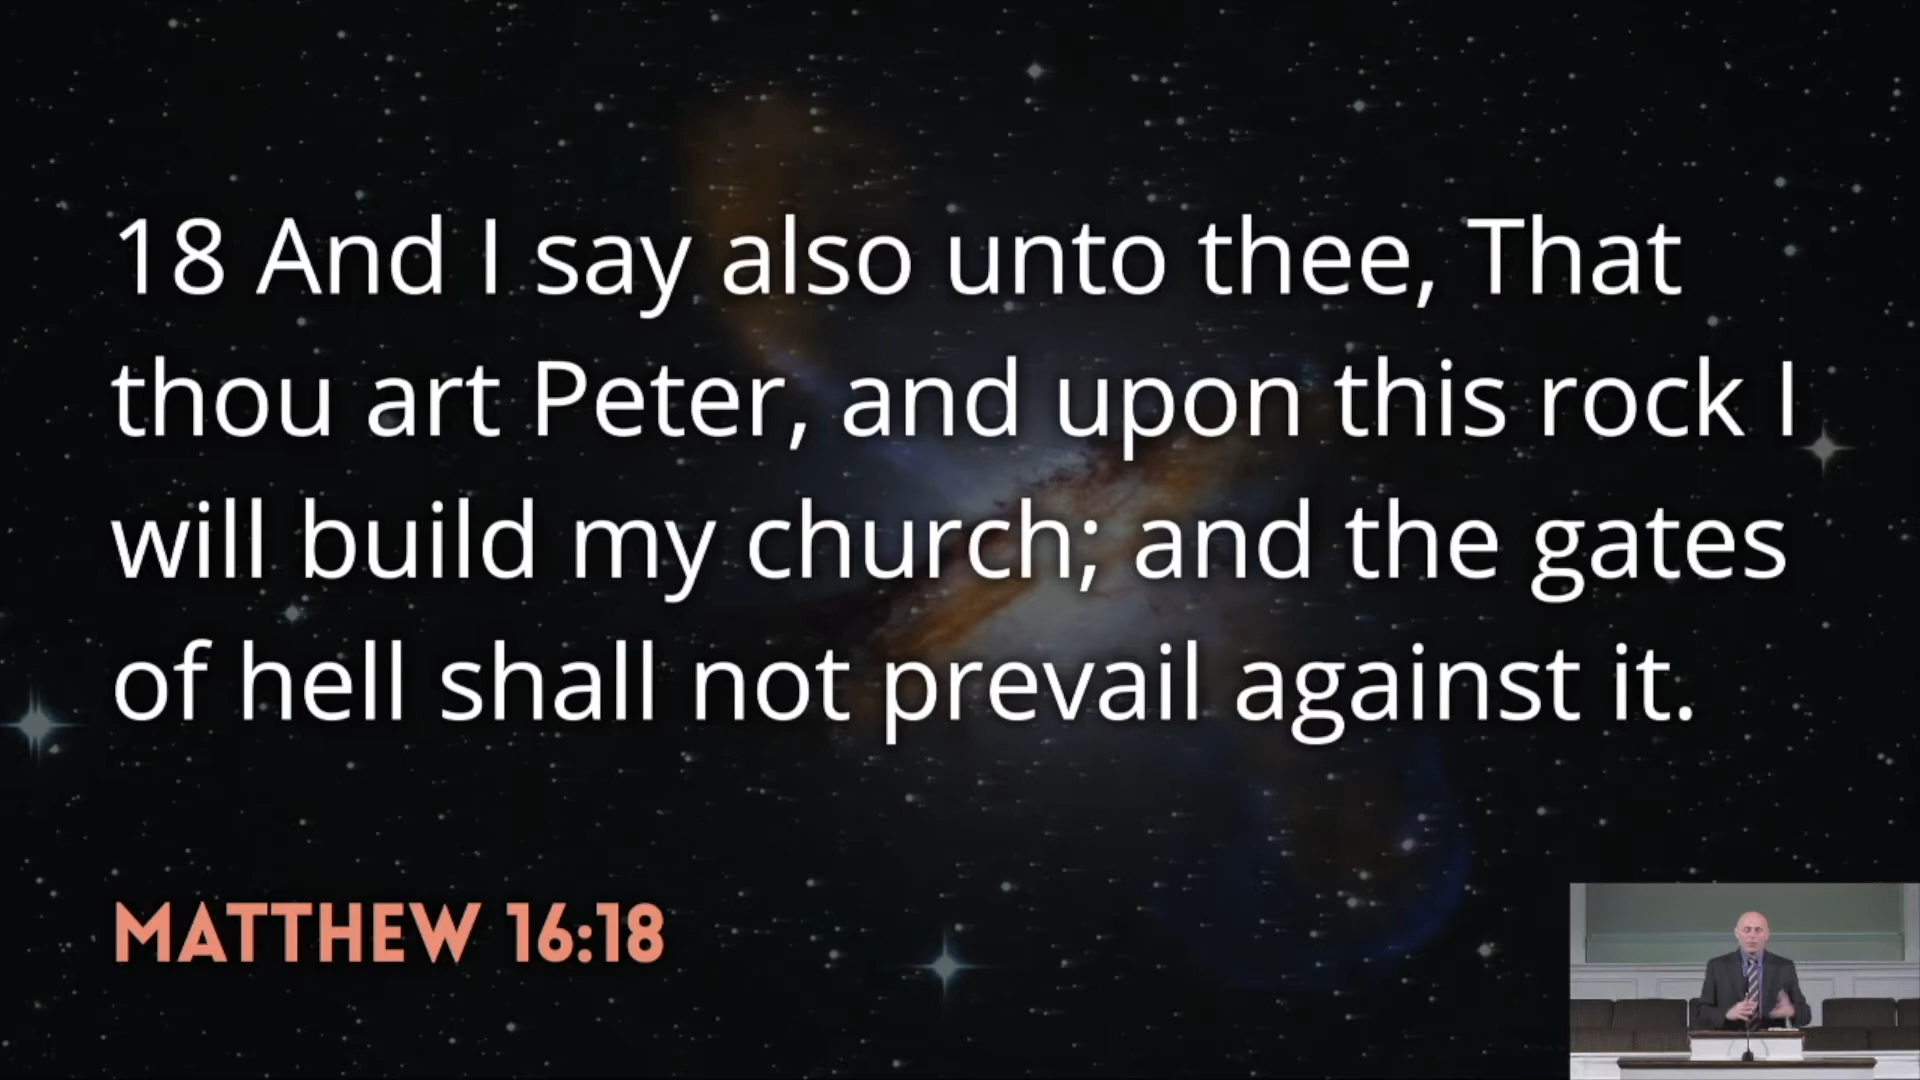 18 And I say also unto thee, That
thou art Peter, and upon this rock I
will build my church; and the gates
of hell shall not prevail against it.
MATTHEW 16:18